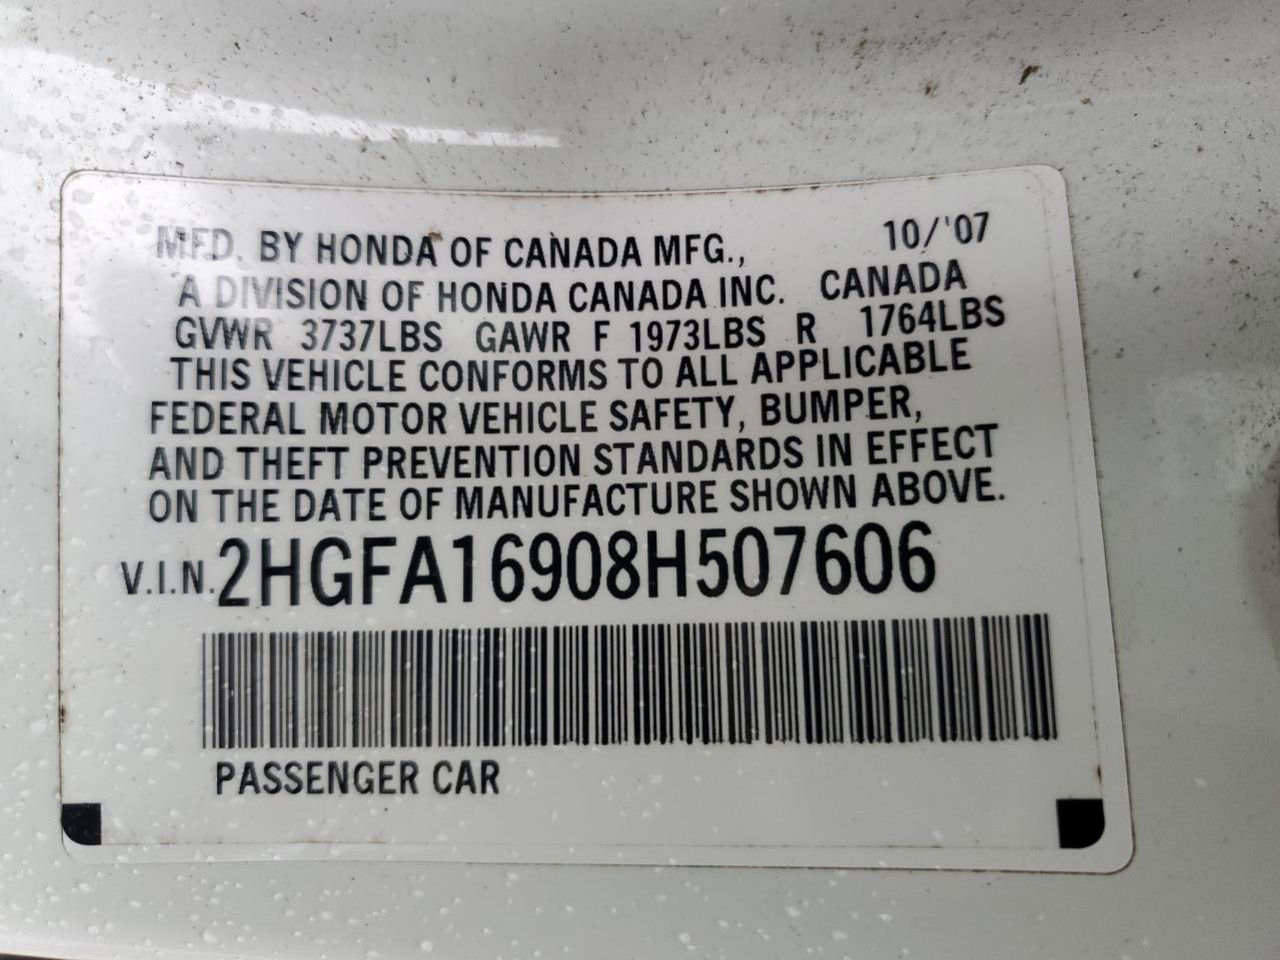 MFD. BY HONDA OF CANADA MFG., 10/'07
A DIVISION OF HONDA CANADA INC. CANADA
GVWR 3737LBS GAWR F 1973LBS R 1764LBS
THIS VEHICLE CONFORMS TO ALL APPLICABLE
FEDERAL MOTOR VEHICLE SAFETY, BUMPER,
AND THEFT PREVENTION STANDARDS IN EFFECT
ON THE DATE OF MANUFACTURE SHOWN ABOVE.
V.I.N. 2HGFA16908H507606
PASSENGER CAR